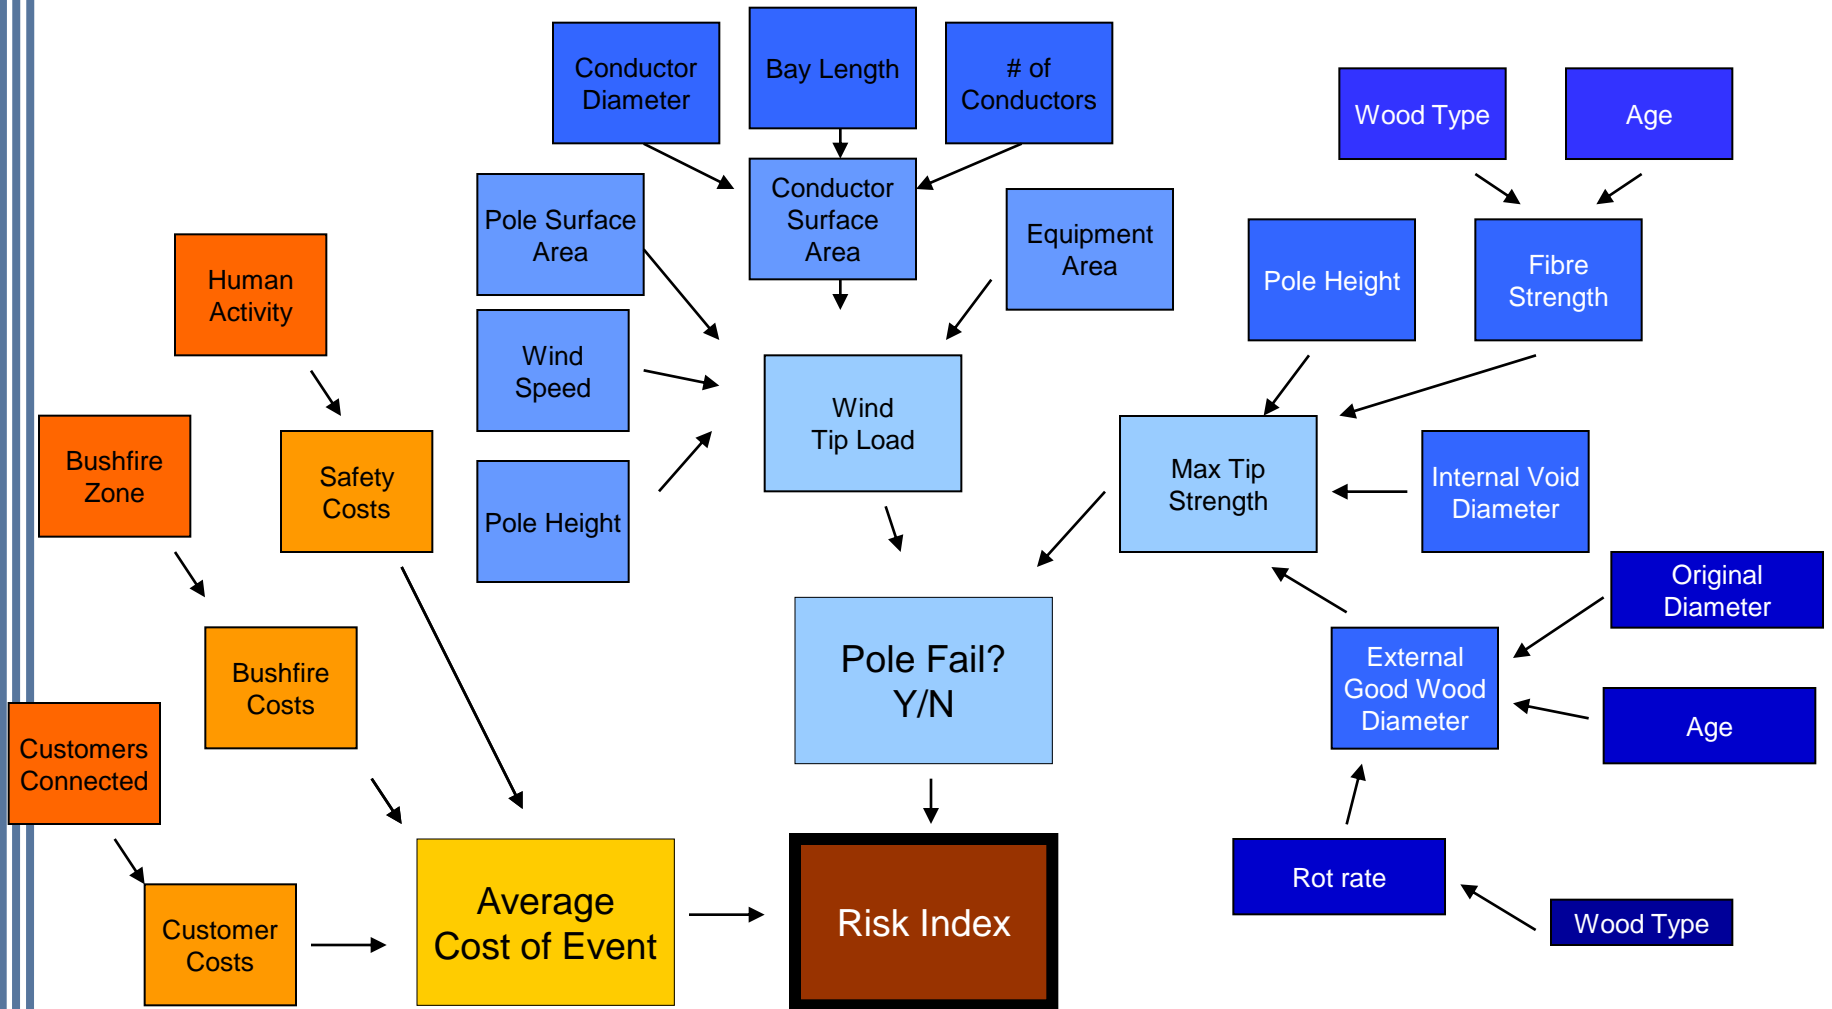 Conductor
Diameter
Bay Length
# of
Conductors
Wood Type
Age
Pole Surface
Area
Conductor
Surface
Area
Equipment
Area
Human
Activity
Pole Height
Fibre
Strength
Wind
Speed
Wind
Tip Load
Bushfire
Zone
Safety
Costs
Pole Height
Max Tip
Strength
Internal Void
Diameter
Original
Diameter
Bushfire
Costs
Pole Fail?
Y/N
External
Good Wood
Diameter
Age
Customers
Connected
Rot rate
Customer
Costs
Average
Cost of Event
Risk Index
Wood Type